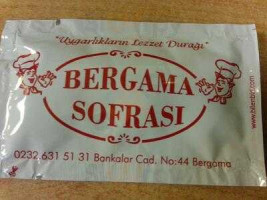 "Uygarlıkların Lezzet Durağı"
BERGAMA
SOFRASI
0232 631 51 31 Bankalar Cad. No:44 Bergama